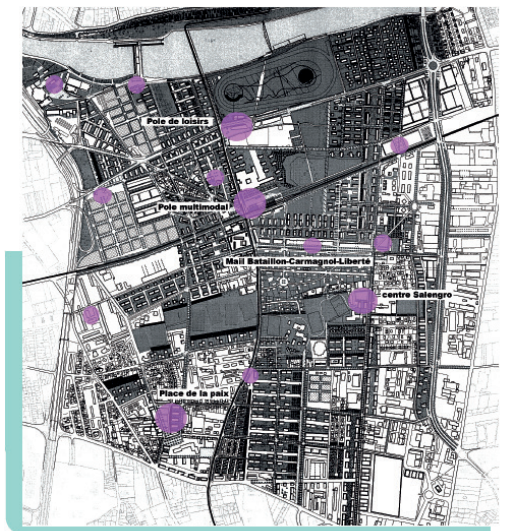 Pole de loisirs
Pole multimodal
Mail Bataillon-Carmagnol-Liberté
centre Salengro
Place de la paix